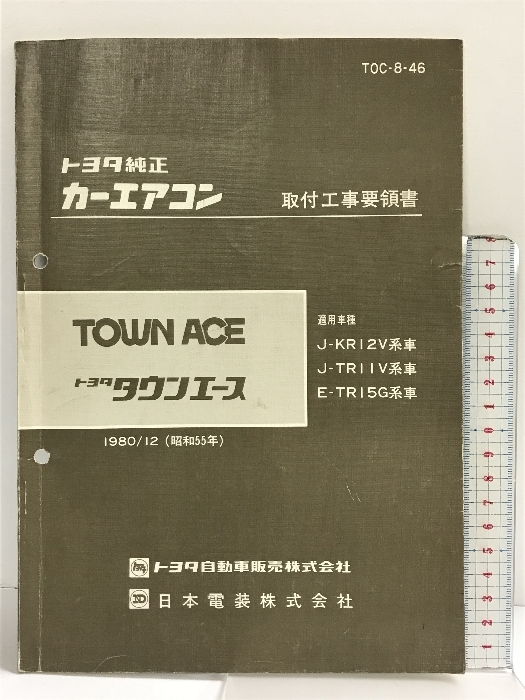 TOC-8-46
トヨタ純正
カーエアコン 取付工事要領書
TOWN ACE
トヨタ タウンエース
適用車種
J-KR12V系車
J-TR11V系車
E-TR15G系車
1980/12 (昭和55年)
トヨタ自動車販売株式会社
日本電装株式会社